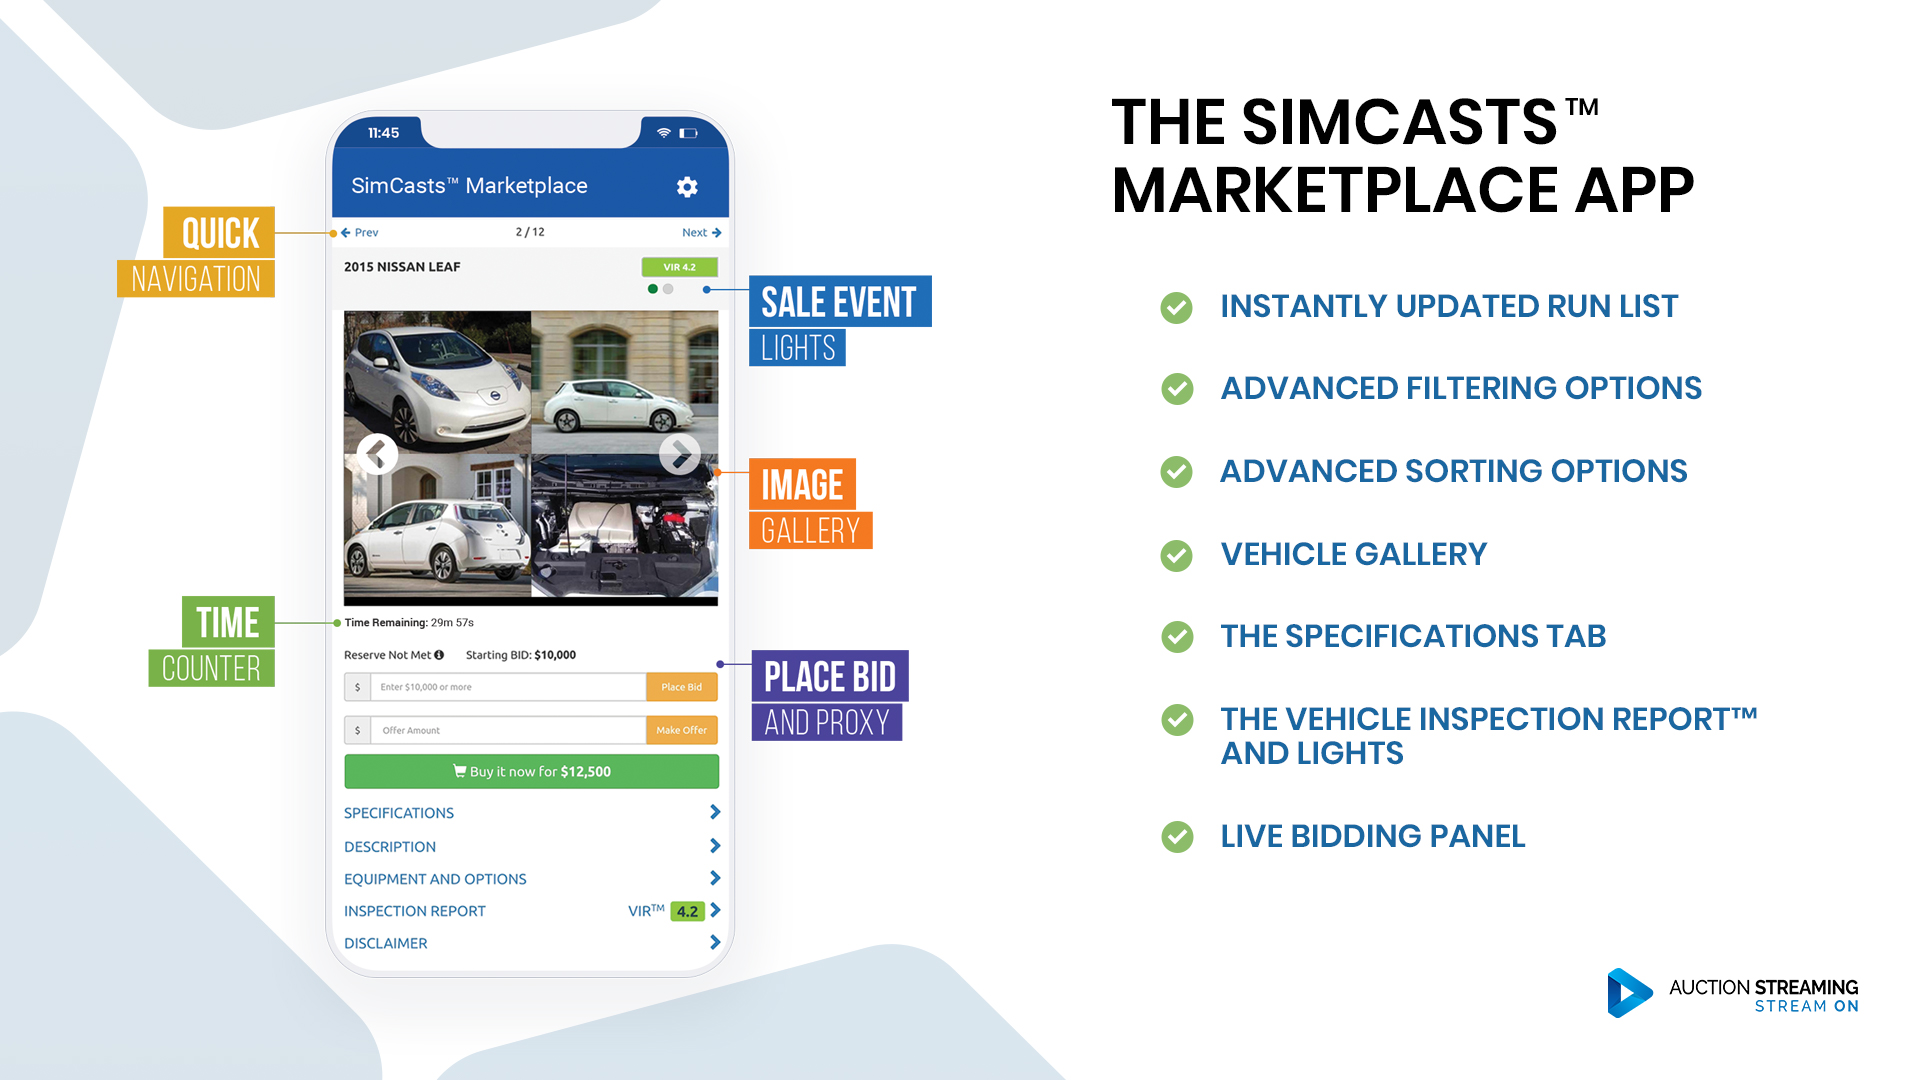 11:45
SimCasts™ Marketplace
Prev
2 / 12
Next
2015 NISSAN LEAF
VIR 4.2
Time Remaining: 29m 57s
Reserve Not Met
Starting BID: $10,000
$
Enter $10,000 or more
Place Bid
$
Offer Amount
Make Offer
Buy it now for $12,500
SPECIFICATIONS
DESCRIPTION
EQUIPMENT AND OPTIONS
INSPECTION REPORT
VIR™ 4.2
DISCLAIMER
QUICK
NAVIGATION
TIME
COUNTER
SALE EVENT
LIGHTS
IMAGE
GALLERY
PLACE BID
AND PROXY
THE SIMCASTS™
MARKETPLACE APP
INSTANTLY UPDATED RUN LIST
ADVANCED FILTERING OPTIONS
ADVANCED SORTING OPTIONS
VEHICLE GALLERY
THE SPECIFICATIONS TAB
THE VEHICLE INSPECTION REPORT™
AND LIGHTS
LIVE BIDDING PANEL
AUCTION STREAMING
STREAM ON